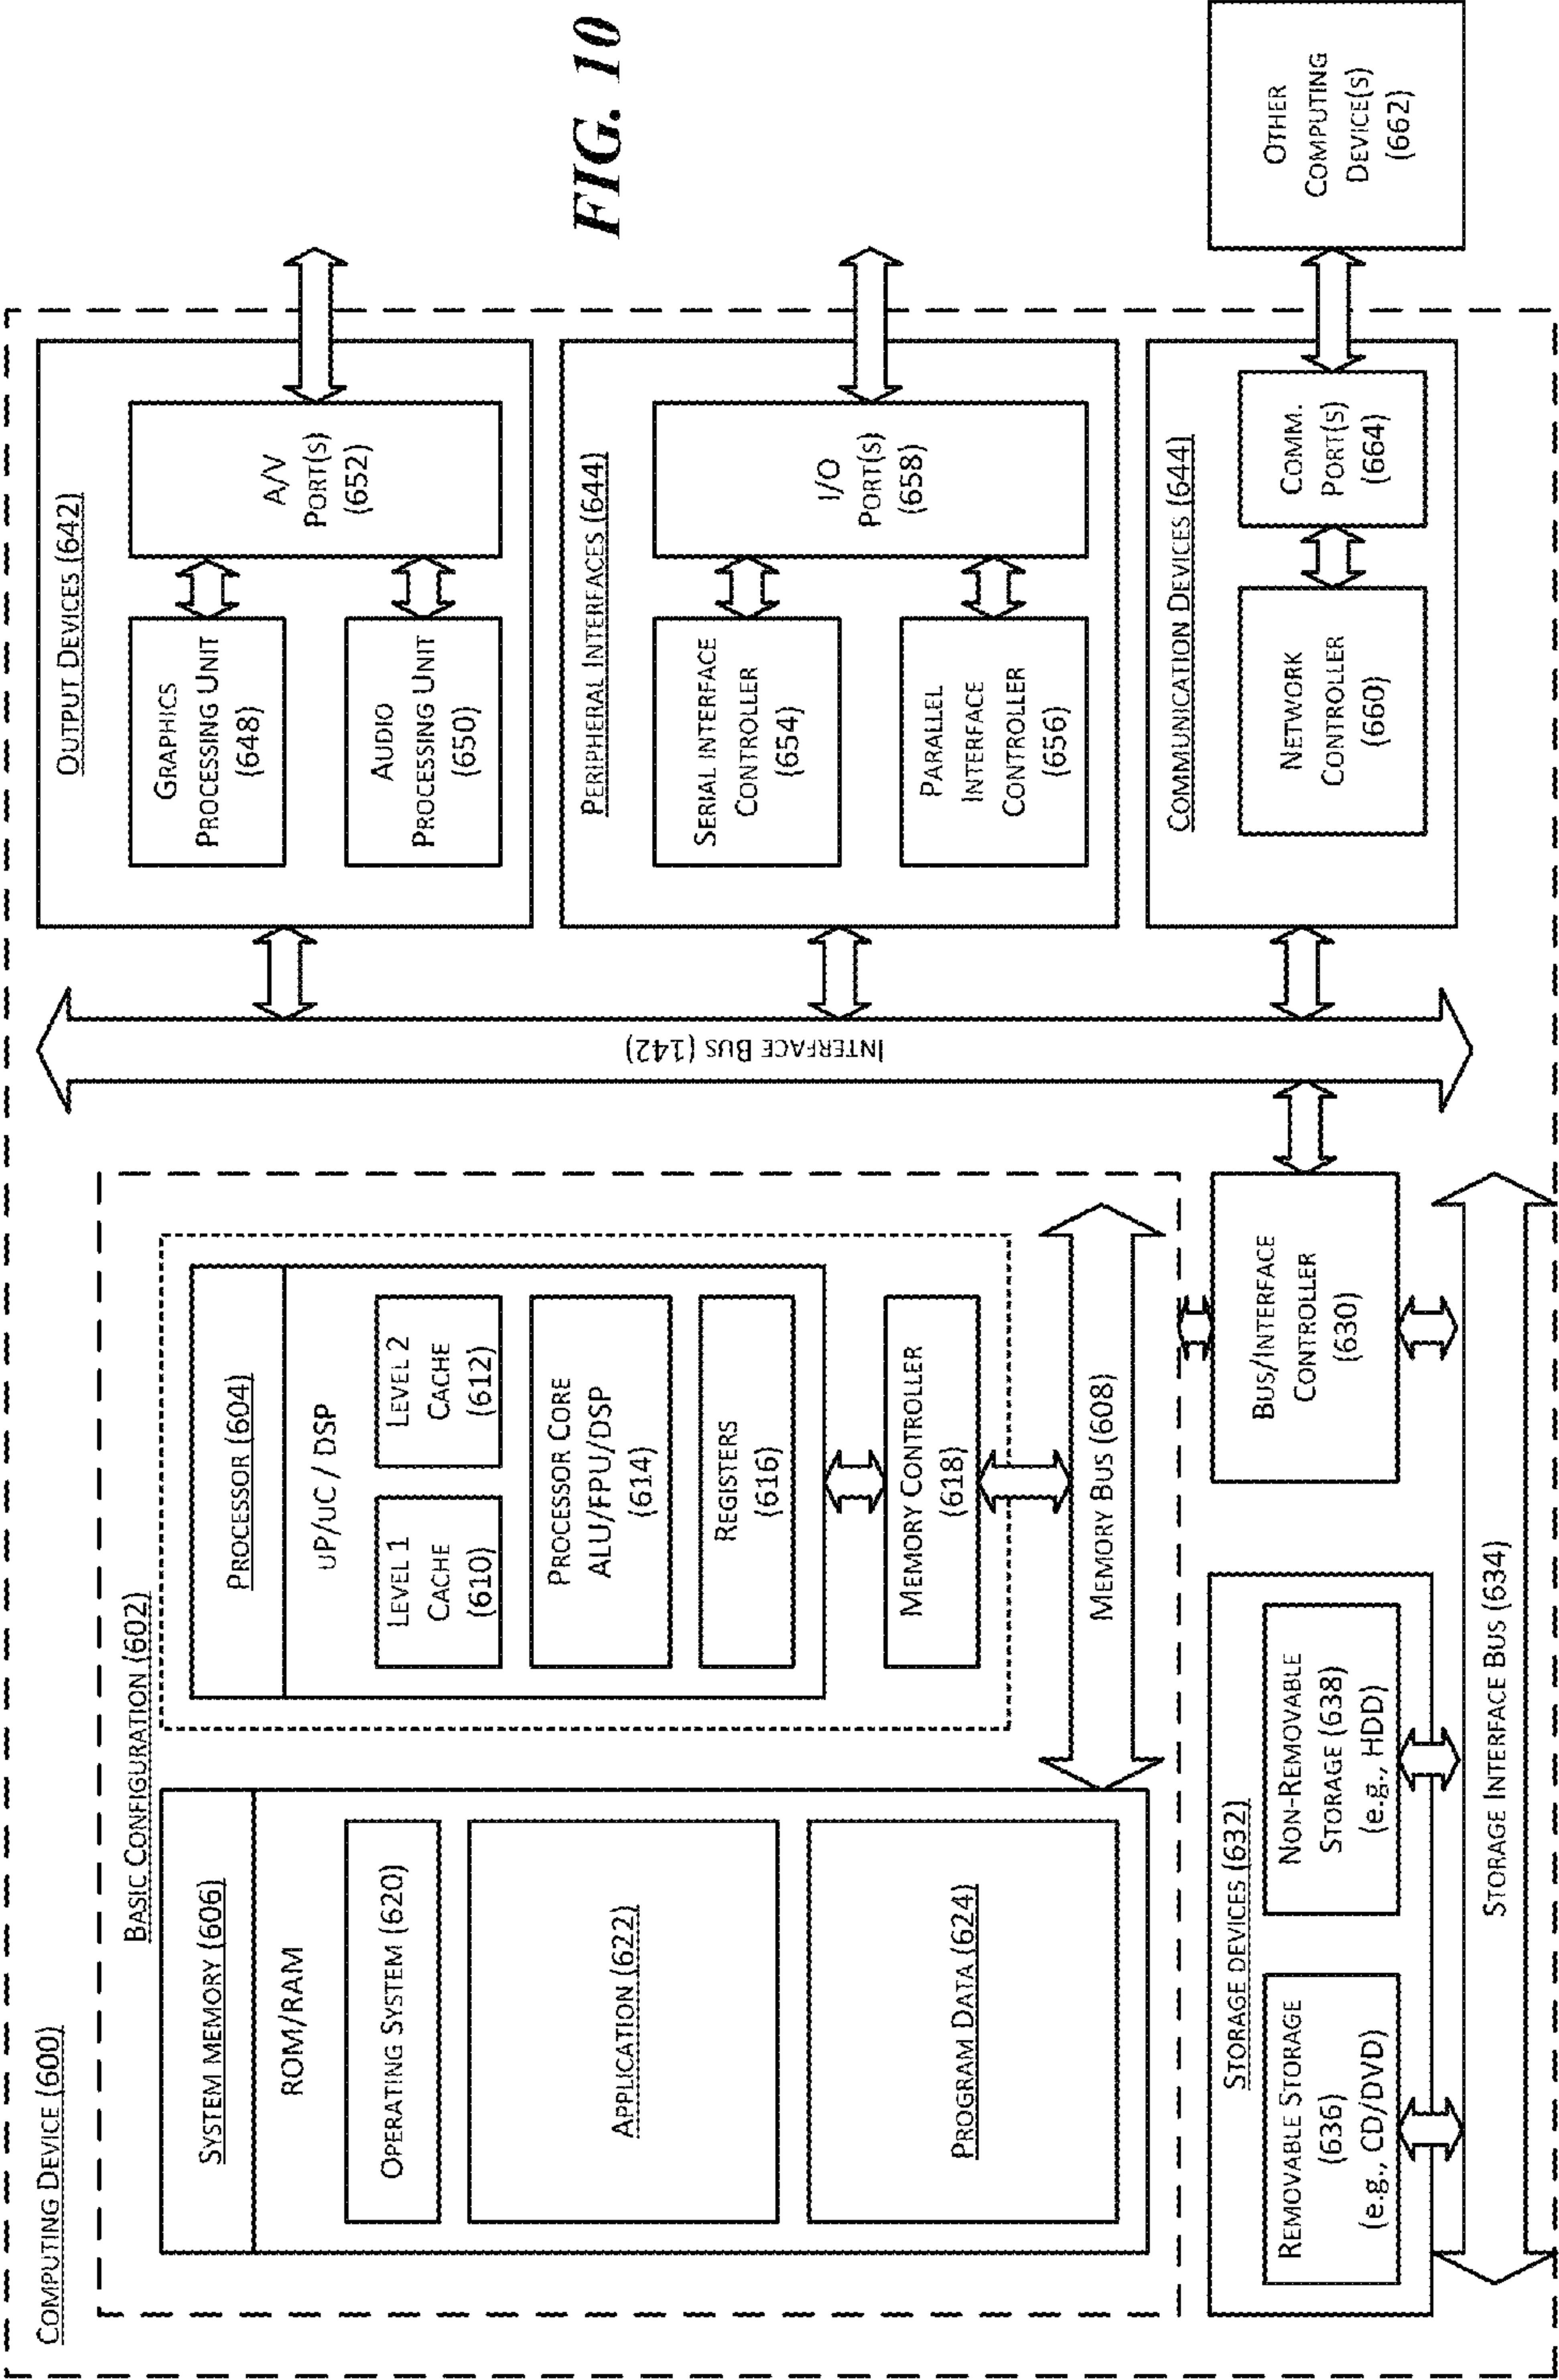 COMPUTING DEVICE (600)
BASIC CONFIGURATION (602)
SYSTEM MEMORY (606)
ROM/RAM
OPERATING SYSTEM (620)
APPLICATION (622)
PROGRAM DATA (624)
PROCESSOR (604)
uP/uC / DSP
LEVEL 1
CACHE
(610)
LEVEL 2
CACHE
(612)
PROCESSOR CORE
ALU/FPU/DSP
(614)
REGISTERS
(616)
MEMORY CONTROLLER
(618)
MEMORY BUS (608)
STORAGE DEVICES (632)
REMOVABLE STORAGE
(636)
(e.g., CD/DVD)
NON-REMOVABLE
STORAGE (638)
(e.g., HDD)
BUS/INTERFACE
CONTROLLER
(630)
STORAGE INTERFACE BUS (634)
INTERFACE BUS (142)
OUTPUT DEVICES (642)
GRAPHICS
PROCESSING UNIT
(648)
AUDIO
PROCESSING UNIT
(650)
A/V
PORT(S)
(652)
PERIPHERAL INTERFACES (644)
SERIAL INTERFACE
CONTROLLER
(654)
PARALLEL
INTERFACE
CONTROLLER
(656)
I/O
PORT(S)
(658)
COMMUNICATION DEVICES (644)
NETWORK
CONTROLLER
(660)
COMM.
PORT(S)
(664)
OTHER
COMPUTING
DEVICE(S)
(662)
FIG. 10